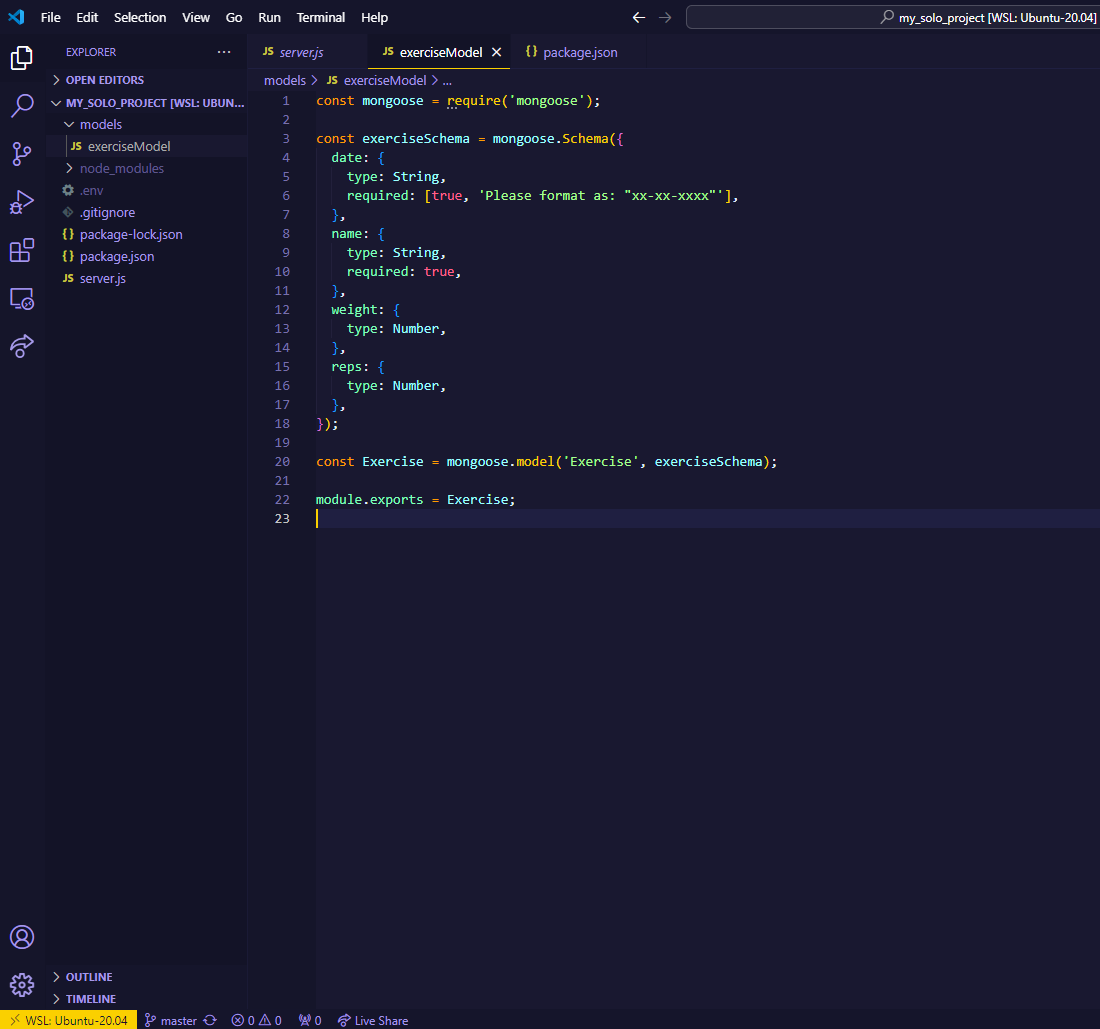 File Edit Selection View Go Run Terminal Help
my_solo_project [WSL: Ubuntu-20.04]
EXPLORER
OPEN EDITORS
MY_SOLO_PROJECT [WSL: UBUN...
models
JS exerciseModel
node_modules
.env
.gitignore
{} package-lock.json
{} package.json
JS server.js
OUTLINE
TIMELINE
JS server.js JS exerciseModel {} package.json
models > JS exerciseModel > ...
1 const mongoose = require('mongoose');
2
3 const exerciseSchema = mongoose.Schema({
4 date: {
5 type: String,
6 required: [true, 'Please format as: "xx-xx-xxxx"'],
7 },
8 name: {
9 type: String,
10 required: true,
11 },
12 weight: {
13 type: Number,
14 },
15 reps: {
16 type: Number,
17 },
18 });
19
20 const Exercise = mongoose.model('Exercise', exerciseSchema);
21
22 module.exports = Exercise;
23
WSL: Ubuntu-20.04 master 0 0 0 Live Share